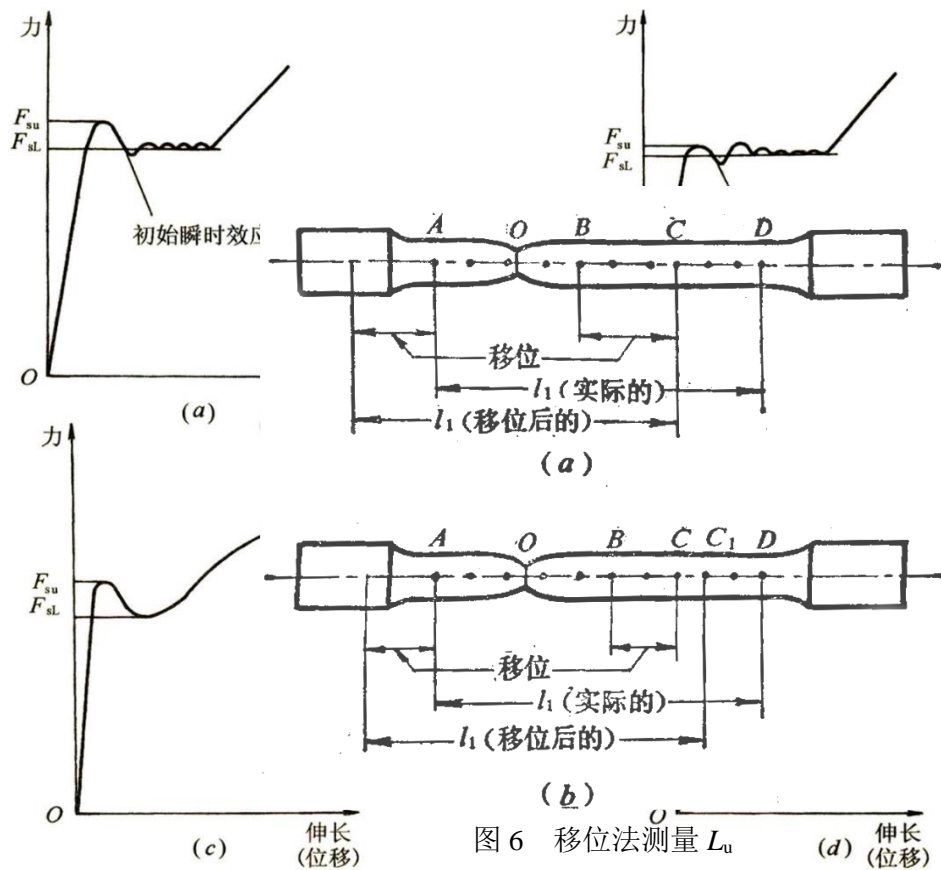 力
F_su
F_sL
初始瞬时效应
O
(a)
力
F_su
F_sL
A O B C D
移位
l₁(实际的)
l₁(移位后的)
(a)
力
F_su
F_sL
O
(c)
伸长
(位移)
A O B C C₁ D
移位
l₁(实际的)
l₁(移位后的)
(b)
图 6 移位法测量 L_u
(d)
伸长
(位移)